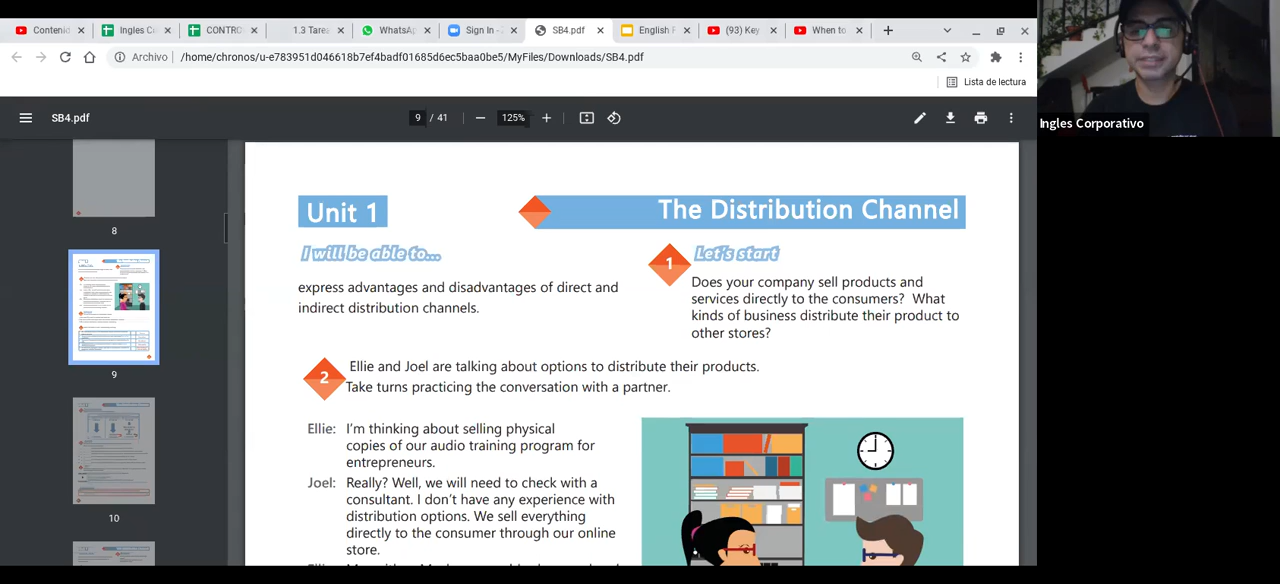 Contenid
Ingles Ce
CONTRO
1.3 Tarea
WhatsAp
Sign In - Z
SB4.pdf
English F
(93) Key
When to
Archivo
/home/chronos/u-e783951d046618b7ef4badf01685d6ec5baa0be5/MyFiles/Downloads/SB4.pdf
Lista de lectura
SB4.pdf
9 / 41
125%
Ingles Corporativo
8
9
10
Unit 1
The Distribution Channel
I will be able to...
express advantages and disadvantages of direct and
indirect distribution channels.
1
Let's start
Does your company sell products and
services directly to the consumers? What
kinds of business distribute their product to
other stores?
2
Ellie and Joel are talking about options to distribute their products.
Take turns practicing the conversation with a partner.
Ellie: I'm thinking about selling physical
copies of our audio training program for
entrepreneurs.
Joel: Really? Well, we will need to check with a
consultant. I don't have any experience with
distribution options. We sell everything
directly to the consumer through our online
store.